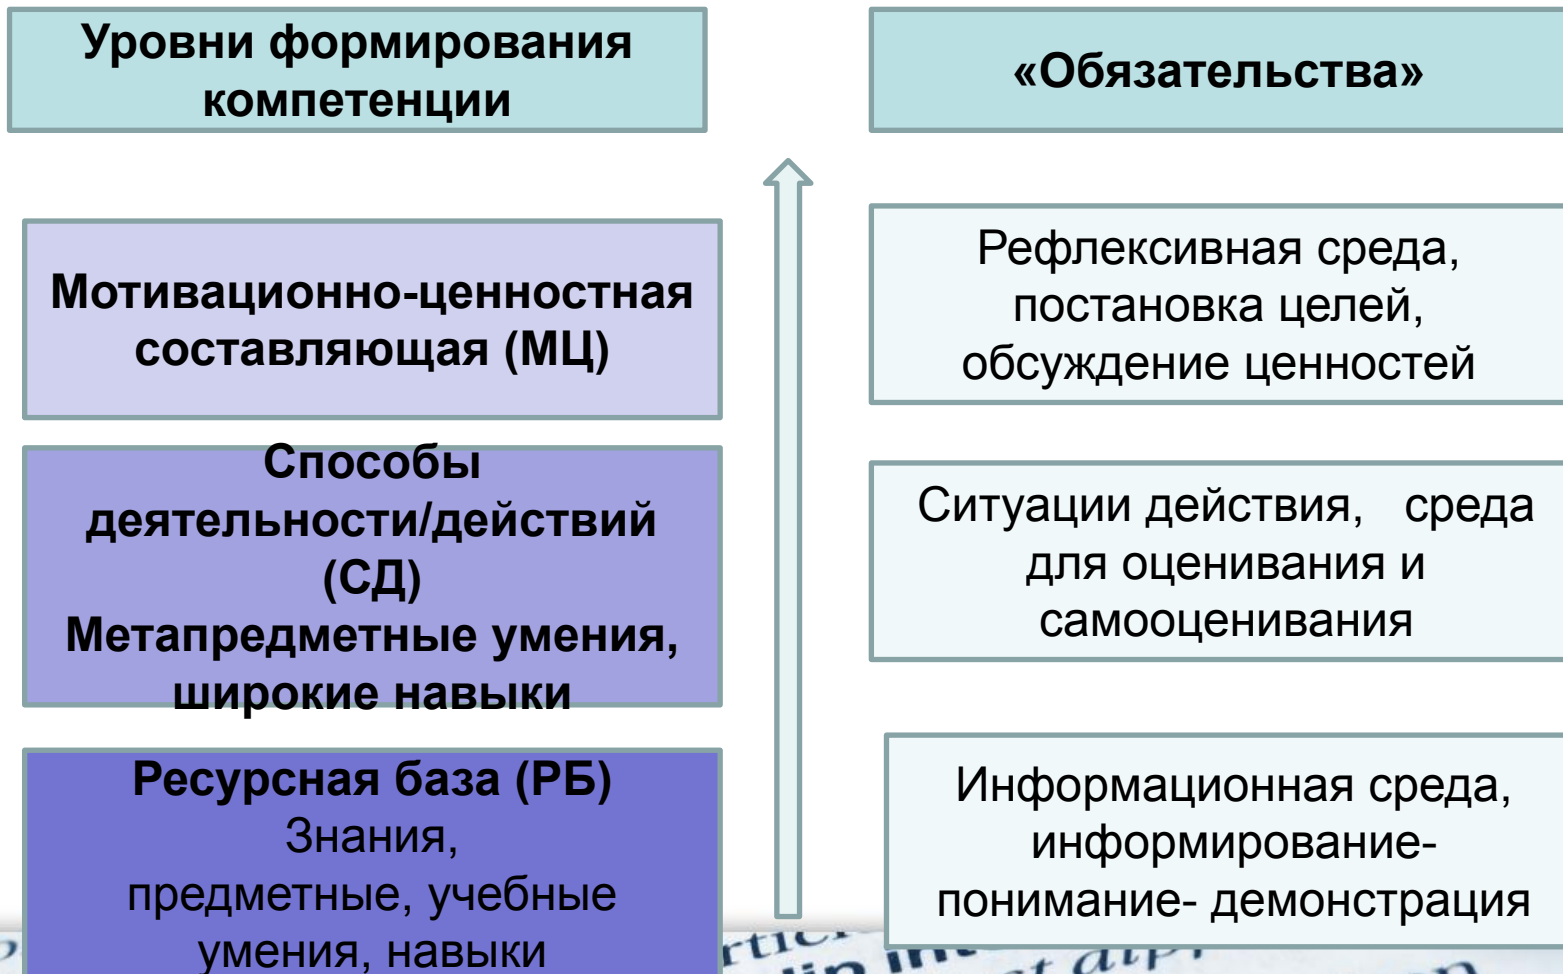 Уровни формирования
компетенции
«Обязательства»
Мотивационно-ценностная
составляющая (МЦ)
Рефлексивная среда,
постановка целей,
обсуждение ценностей
Способы
деятельности/действий
(СД)
Метапредметные умения,
широкие навыки
Ситуации действия, среда
для оценивания и
самооценивания
Ресурсная база (РБ)
Знания,
предметные, учебные
умения, навыки
Информационная среда,
информирование-
понимание- демонстрация